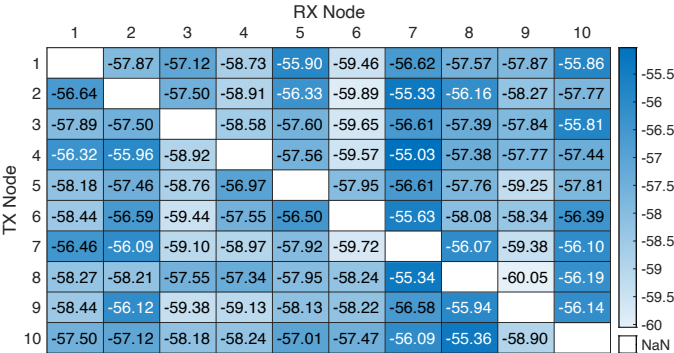 RX Node
1 2 3 4 5 6 7 8 9 10
1 -57.87 -57.12 -58.73 -55.90 -59.46 -56.62 -57.57 -57.87 -55.86
2 -56.64 -57.50 -58.91 -56.33 -59.89 -55.33 -56.16 -58.27 -57.77
3 -57.89 -57.50 -58.58 -57.60 -59.65 -56.61 -57.39 -57.84 -55.81
4 -56.32 -55.96 -58.92 -57.56 -59.57 -55.03 -57.38 -57.77 -57.44
5 -58.18 -57.46 -58.76 -56.97 -57.95 -56.61 -57.76 -59.25 -57.81
6 -58.44 -56.59 -59.44 -57.55 -56.50 -55.63 -58.08 -58.34 -56.39
7 -56.46 -56.09 -59.10 -58.97 -57.92 -59.72 -56.07 -59.38 -56.10
8 -58.27 -58.21 -57.55 -57.34 -57.95 -58.24 -55.34 -60.05 -56.19
9 -58.44 -56.12 -59.38 -59.13 -58.13 -58.22 -56.58 -55.94 -56.14
10 -57.50 -57.12 -58.18 -58.24 -57.01 -57.47 -56.09 -55.36 -58.90
TX Node
-55.5
-56
-56.5
-57
-57.5
-58
-58.5
-59
-59.5
-60
NaN